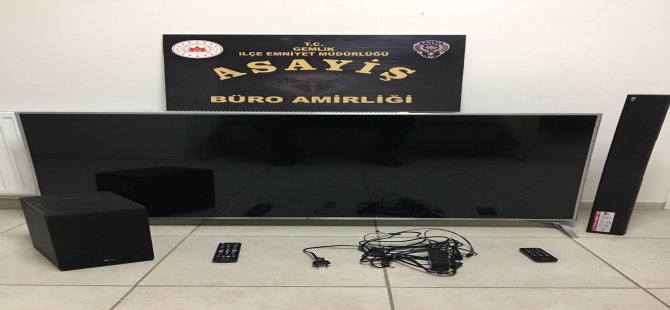 T.C.
GEMLİK
İLÇE EMNİYET MÜDÜRLÜĞÜ
ASAYİŞ
BÜRO AMİRLİĞİ